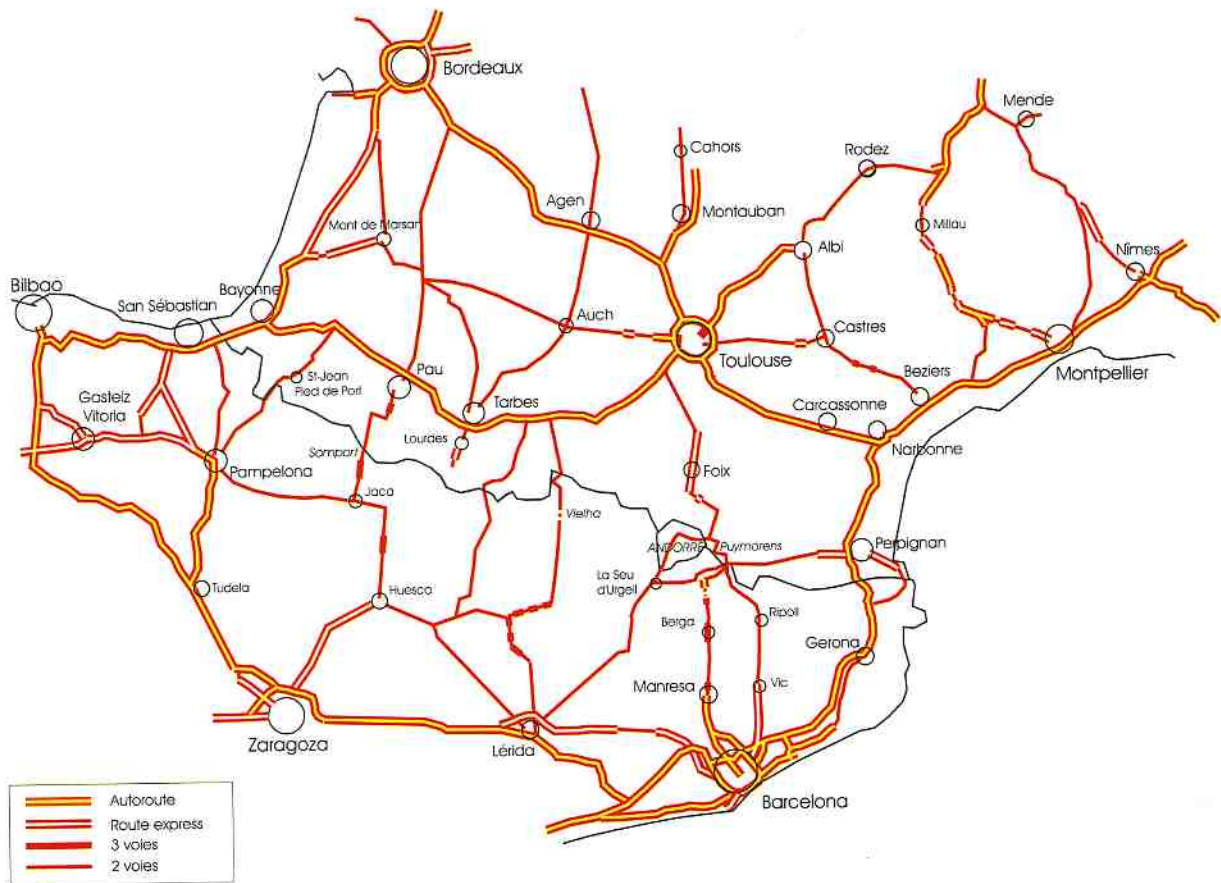 Bordeaux
Mende
Cahors
Rodez
Agen
Montauban
Mont de Marsan
Millau
Albi
Nîmes
Bilbao
Bayonne
San Sébastian
Auch
Castres
Toulouse
St-Jean
Pied de Port
Pau
Montpellier
Beziers
Gasteiz
Vitoria
Tarbes
Carcassonne
Lourdes
Narbonne
Somport
Pampelona
Foix
Jaca
Vielha
ANDORRE
Puymorens
Perpignan
La Seu
d'Urgell
Tudela
Huesca
Ripoll
Berga
Gerona
Manresa
Vic
Zaragoza
Lérida
Barcelona
Autoroute
Route express
3 voies
2 voies